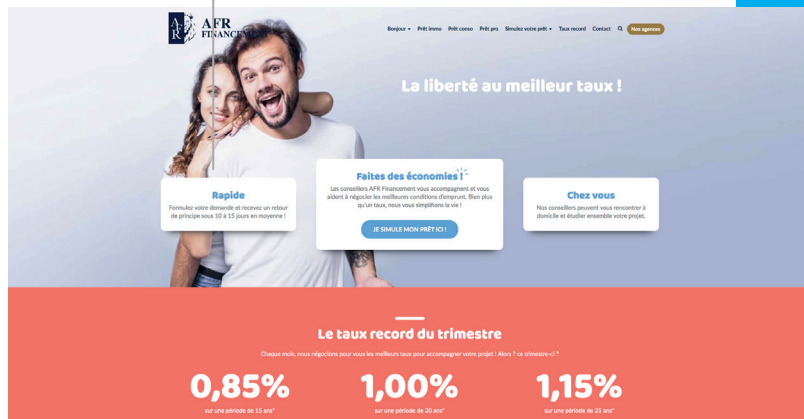 AFR
FINANCEMENT
Bonjour Prêt immo Prêt conso Prêt pro Simulez votre prêt Taux record Contact Nos agences
La liberté au meilleur taux !
Rapide
Formulez votre demande et recevez un retour
de principe sous 10 à 15 jours en moyenne !
Faites des économies !
Les conseillers AFR Financement vous accompagnent et vous
aident à négocier les meilleures conditions d'emprunt. Bien plus
qu'un taux, nous vous simplifions la vie !
JE SIMULE MON PRÊT ICI !
Chez vous
Nos conseillers peuvent vous rencontrer à
domicile et étudier ensemble votre projet.
Le taux record du trimestre
Chaque mois, nous négocions pour vous les meilleurs taux pour accompagner votre projet ! Alors ? ce trimestre-ci ?
0,85% 1,00% 1,15%
sur une période de 15 ans* sur une période de 20 ans* sur une période de 25 ans*